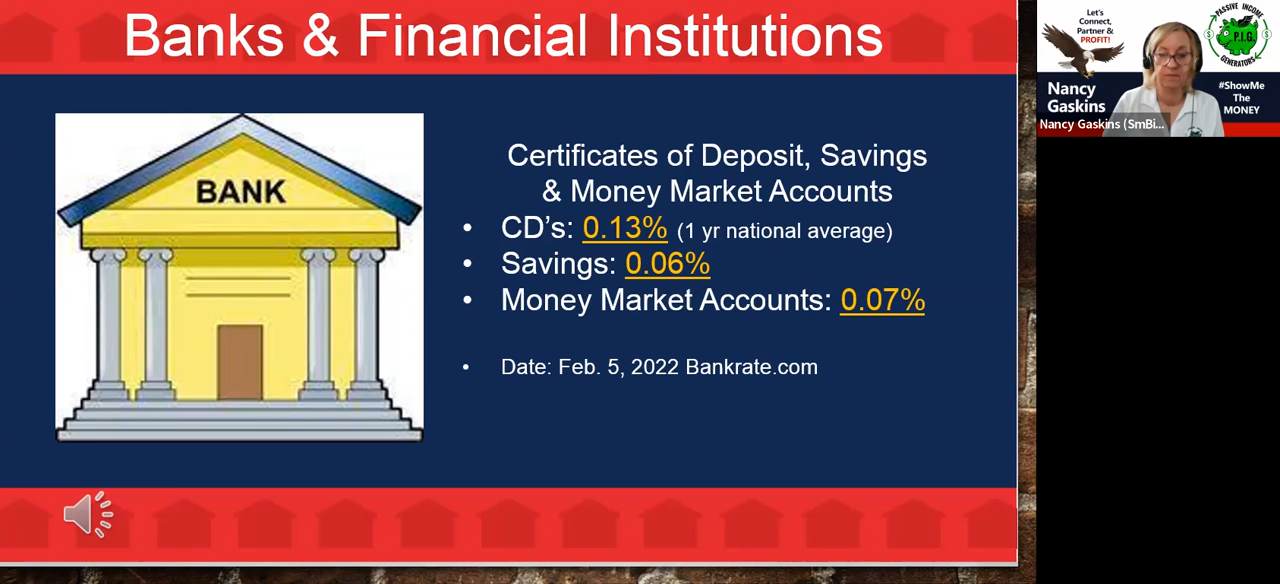 Banks & Financial Institutions
BANK
Certificates of Deposit, Savings
& Money Market Accounts
• CD’s: 0.13% (1 yr national average)
• Savings: 0.06%
• Money Market Accounts: 0.07%
• Date: Feb. 5, 2022 Bankrate.com
Let's
Connect,
Partner &
PROFIT!
Nancy
Gaskins
Nancy Gaskins (SmBi...
PASSIVE INCOME
$ P.I.G. $
GENERATORS
#ShowMe
The
MONEY